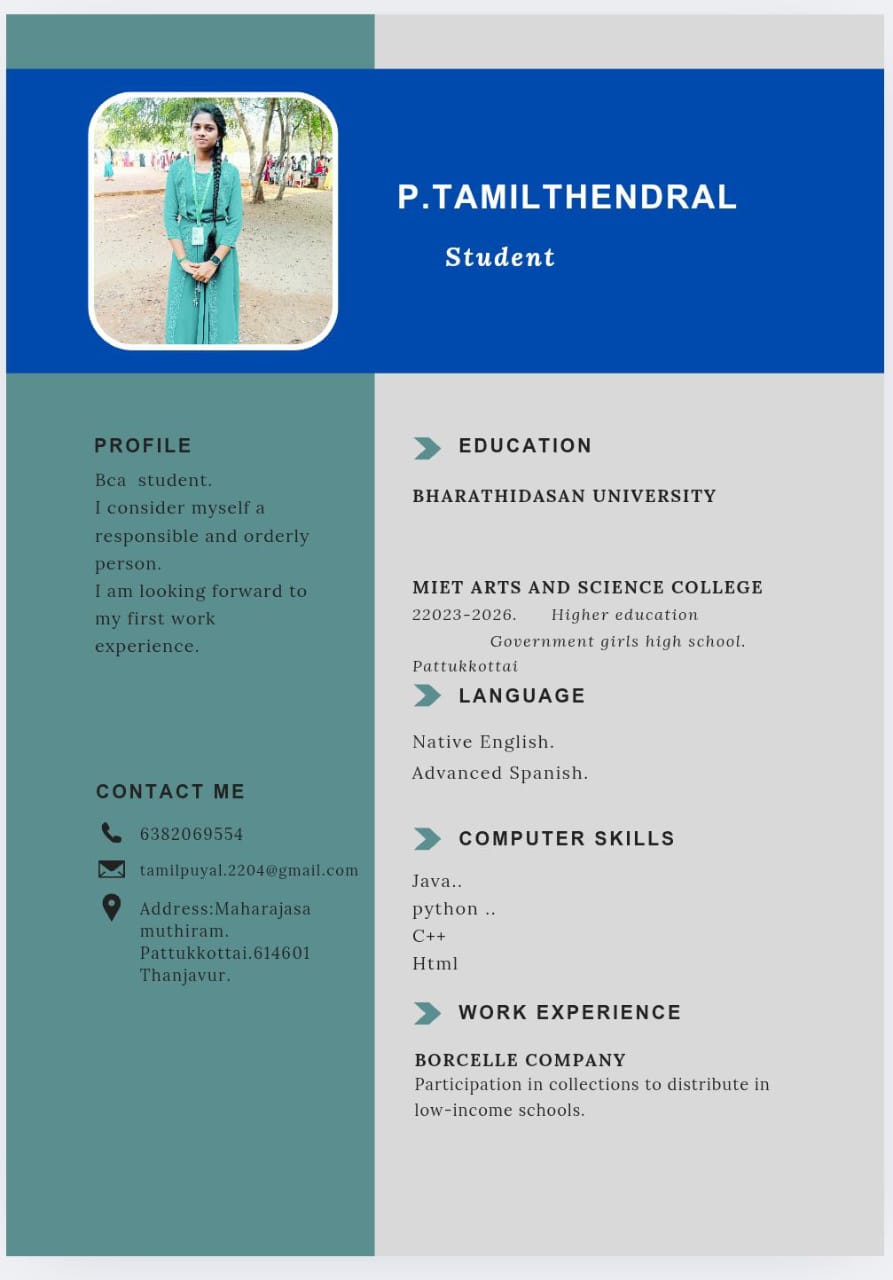 P.TAMILTHENDRAL
Student
PROFILE
Bca student.
I consider myself a
responsible and orderly
person.
I am looking forward to
my first work
experience.
CONTACT ME
6382069554
tamilpuyal.2204@gmail.com
Address:Maharajasa
muthiram.
Pattukkottai.614601
Thanjavur.
EDUCATION
BHARATHIDASAN UNIVERSITY
MIET ARTS AND SCIENCE COLLEGE
22023-2026. Higher education
Government girls high school.
Pattukkottai
LANGUAGE
Native English.
Advanced Spanish.
COMPUTER SKILLS
Java..
python ..
C++
Html
WORK EXPERIENCE
BORCELLE COMPANY
Participation in collections to distribute in
low-income schools.